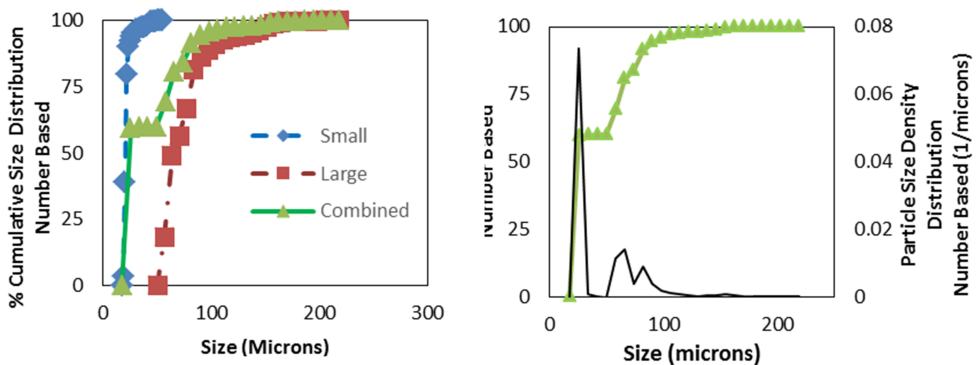 % Cumulative Size Distribution
Number Based
100
75
50
25
0
Small
Large
Combined
0
100
200
300
Size (Microns)
Number Based
100
75
50
25
0
0
100
200
Size (microns)
0.08
0.06
0.04
0.02
0
Particle Size Density
Distribution
Number Based (1/microns)